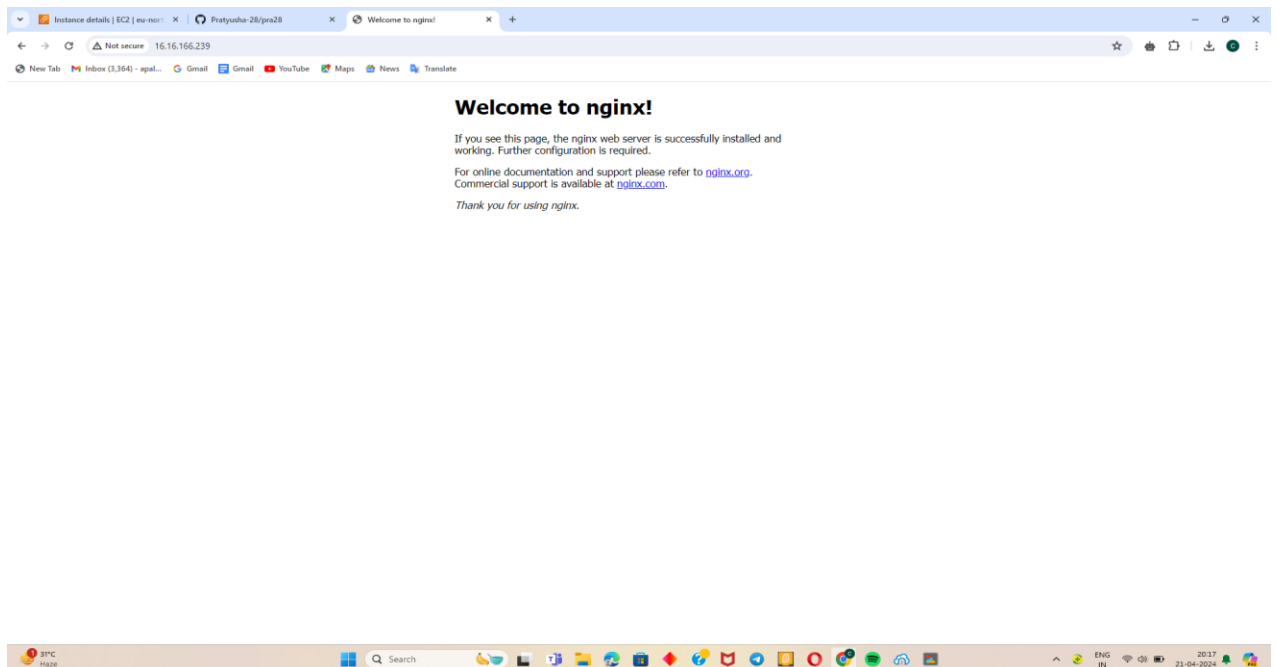 Instance details | EC2 | eu-nort
Pratyusha-28/pra28
Welcome to nginx!
Not secure 16.16.166.239
New Tab
Inbox (3,364) - apal...
Gmail
Gmail
YouTube
Maps
News
Translate
Welcome to nginx!
If you see this page, the nginx web server is successfully installed and
working. Further configuration is required.
For online documentation and support please refer to nginx.org.
Commercial support is available at nginx.com.
Thank you for using nginx.
1
31°C
Haze
Search
ENG
IN
20:17
21-04-2024